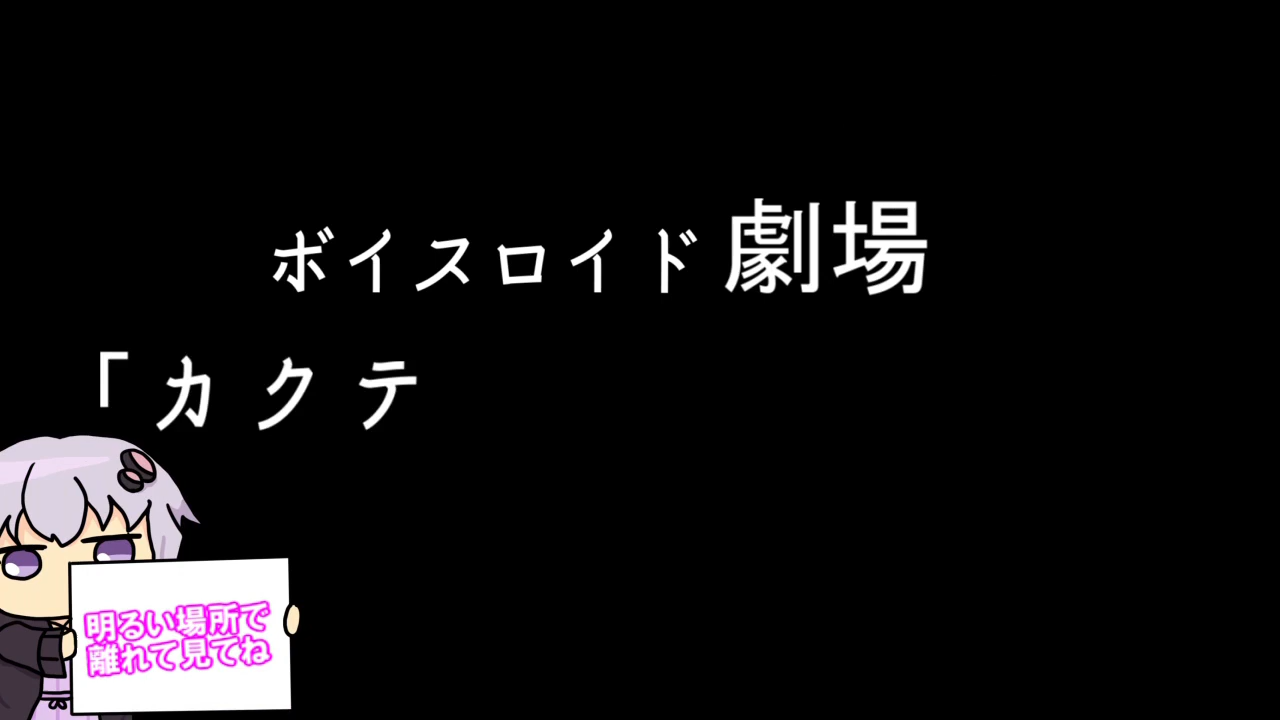 ボイスロイド劇場
「カクテ
明るい場所で
離れて見てね